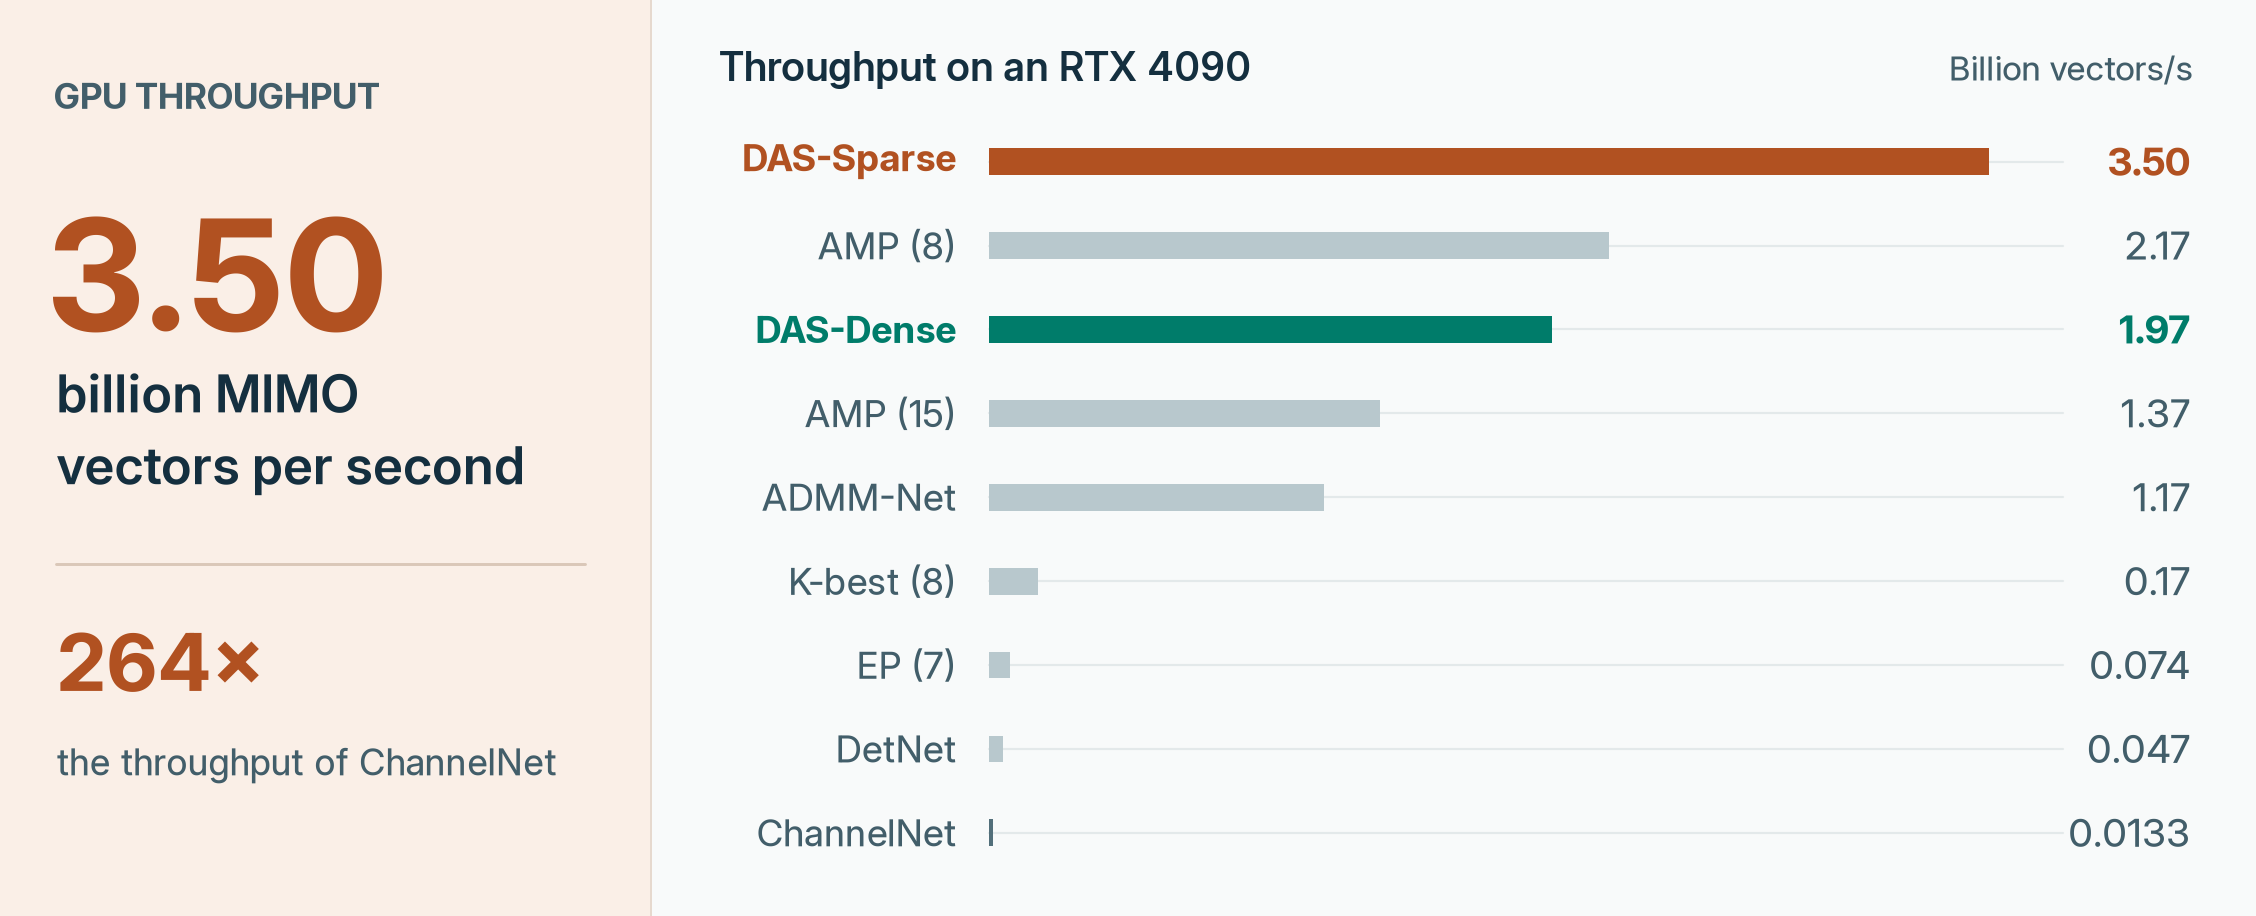 GPU THROUGHPUT
3.50
billion MIMO
vectors per second
264×
the throughput of ChannelNet
Throughput on an RTX 4090
Billion vectors/s
DAS-Sparse 3.50
AMP (8) 2.17
DAS-Dense 1.97
AMP (15) 1.37
ADMM-Net 1.17
K-best (8) 0.17
EP (7) 0.074
DetNet 0.047
ChannelNet 0.0133